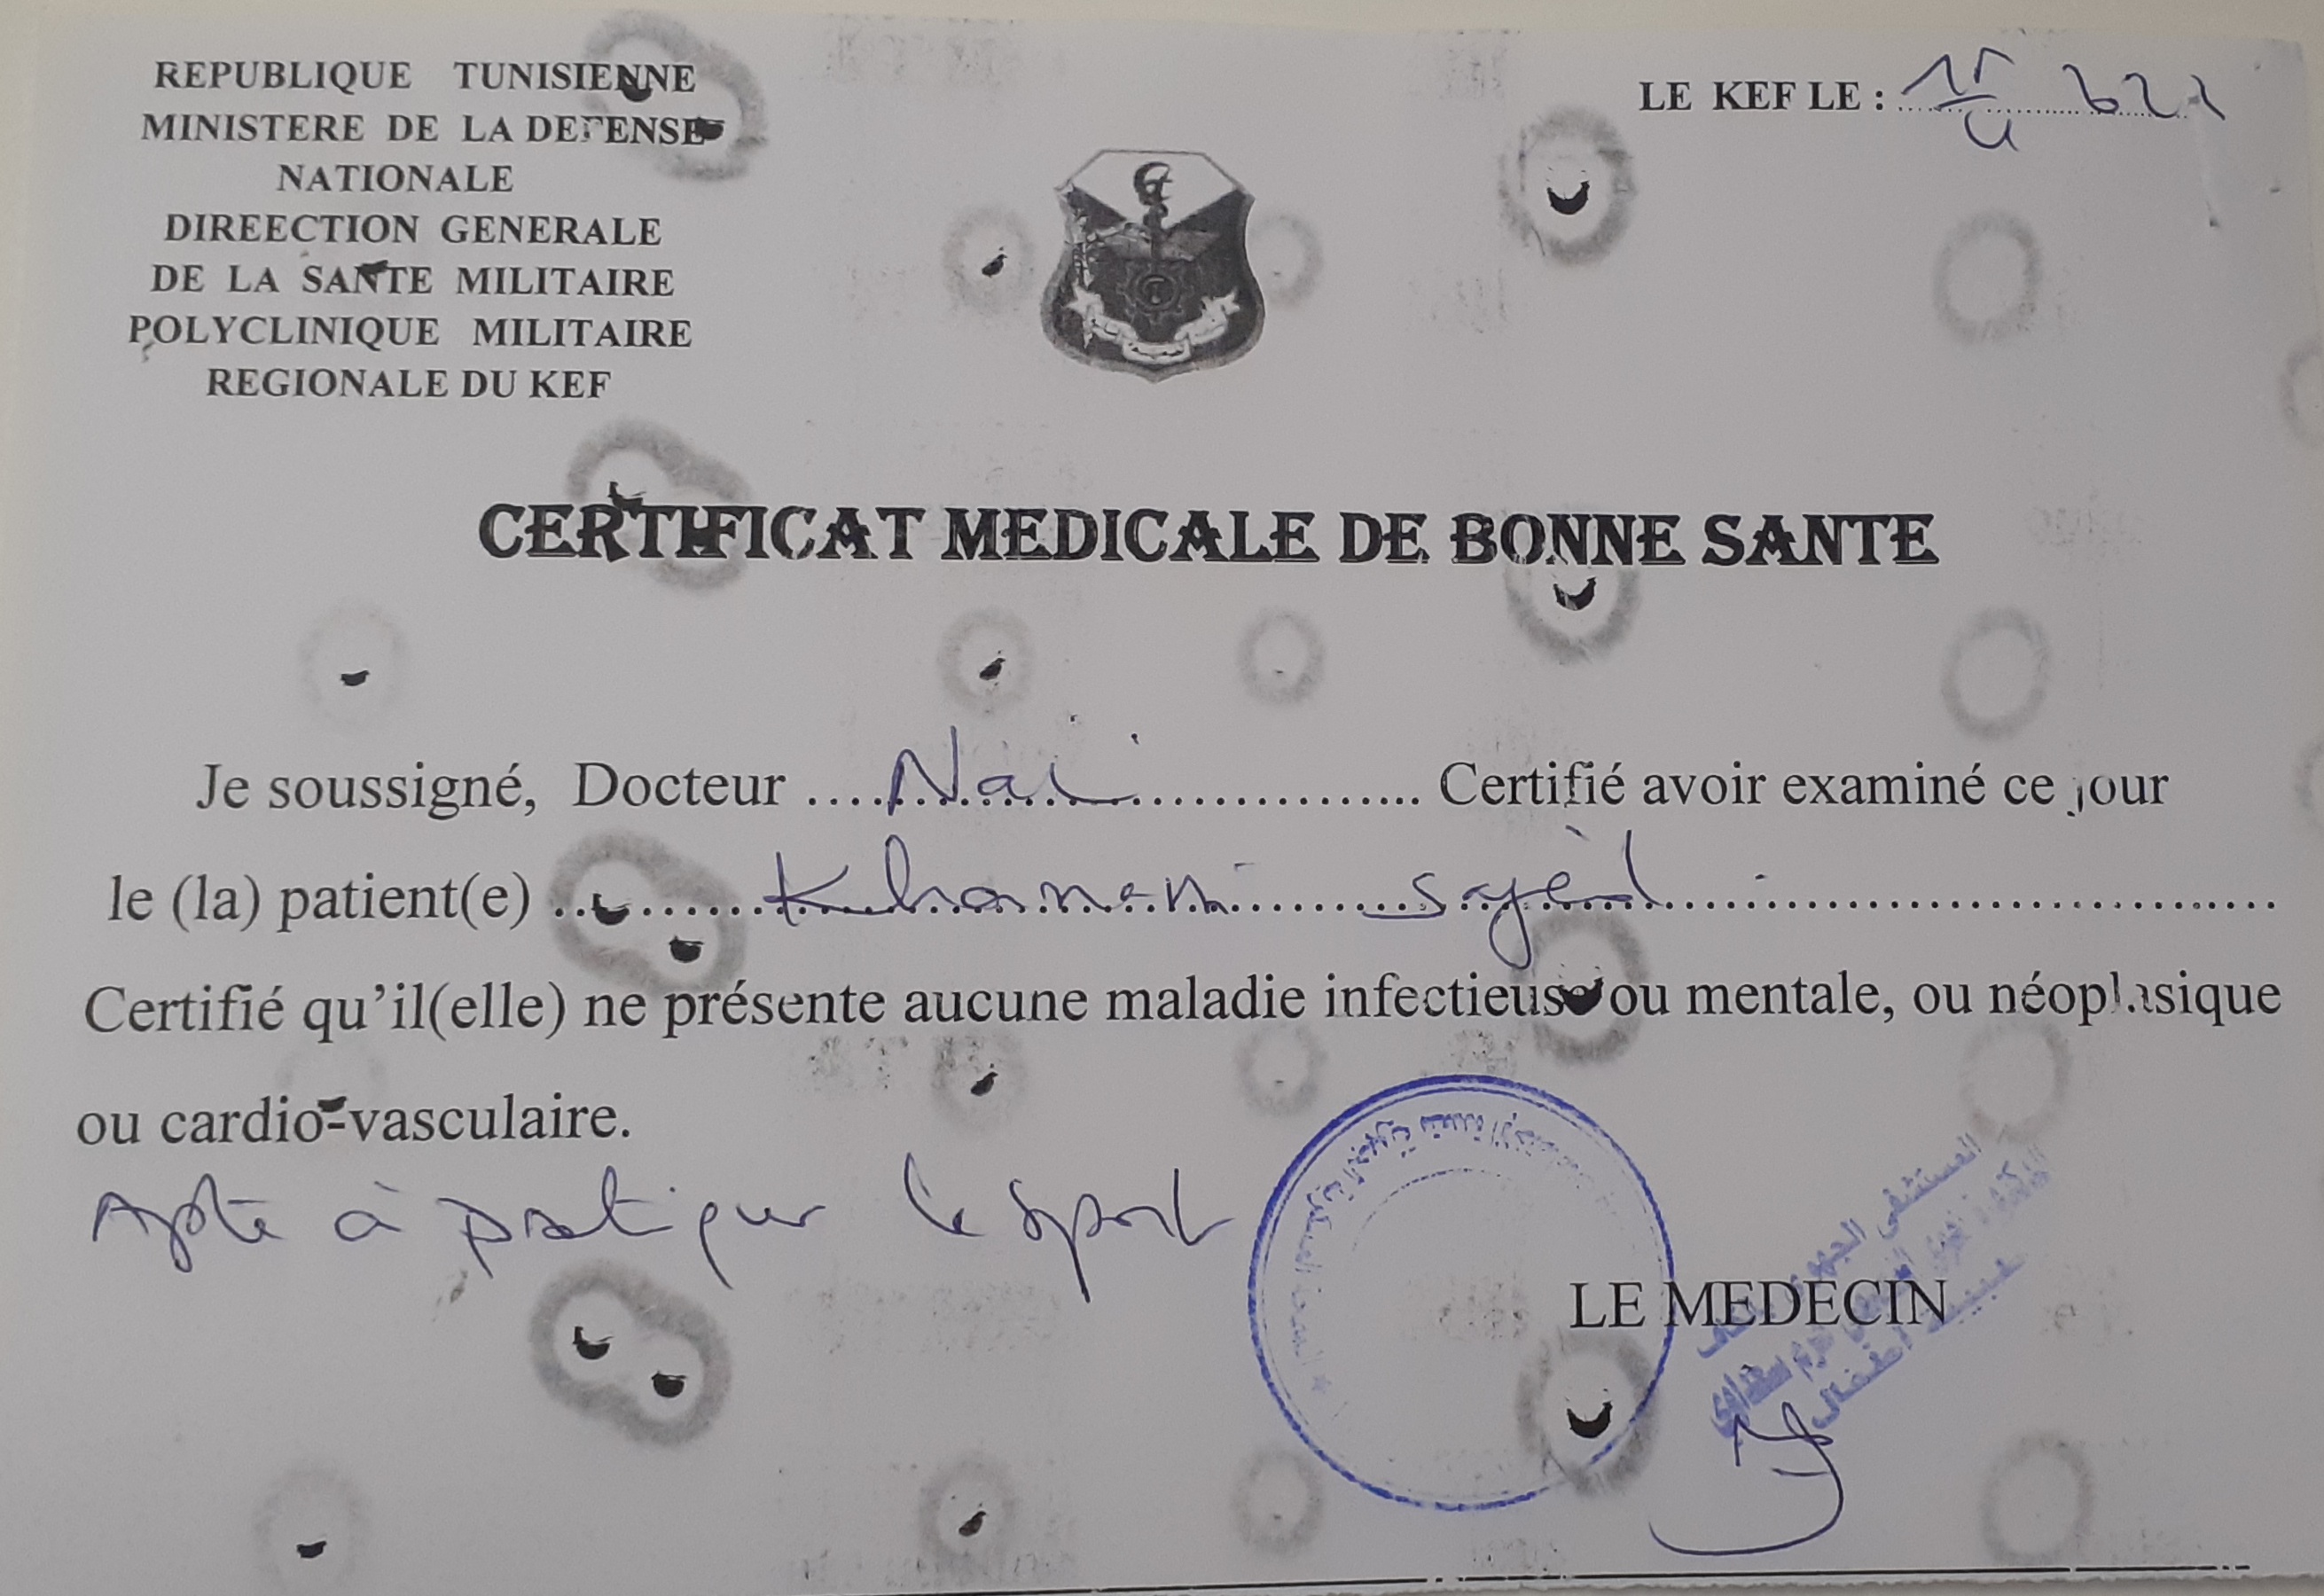 REPUBLIQUE TUNISIENNE
MINISTERE DE LA DEFENSE
NATIONALE
DIREECTION GENERALE
DE LA SANTE MILITAIRE
POLYCLINIQUE MILITAIRE
REGIONALE DU KEF
LE KEF LE :
CERTIFICAT MEDICALE DE BONNE SANTE
Je soussigné, Docteur .... Nai .... Certifié avoir examiné ce jour
le (la) patient(e) .... sayèd ....
Certifié qu'il(elle) ne présente aucune maladie infectieuse ou mentale, ou néoplasique
ou cardio-vasculaire.
Apte à pratiquer le sport
LE MEDECIN
المستشفى